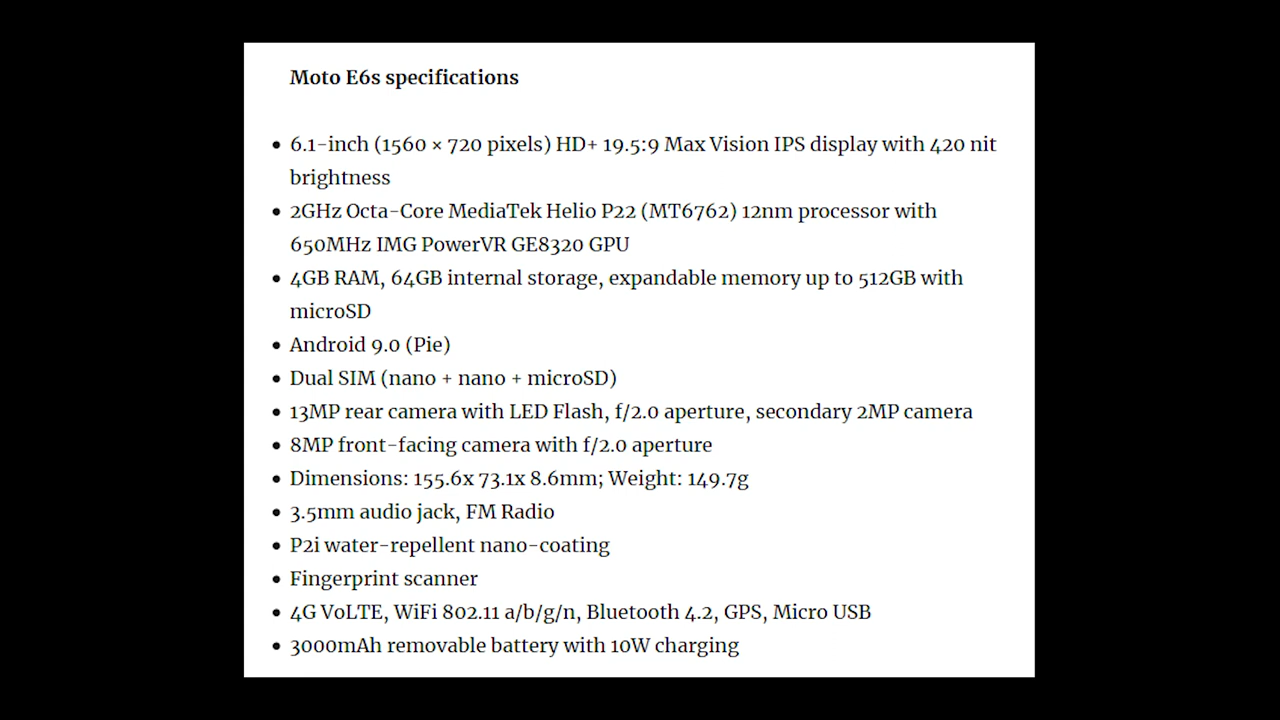 Moto E6s specifications
• 6.1-inch (1560 × 720 pixels) HD+ 19.5:9 Max Vision IPS display with 420 nit
brightness
• 2GHz Octa-Core MediaTek Helio P22 (MT6762) 12nm processor with
650MHz IMG PowerVR GE8320 GPU
• 4GB RAM, 64GB internal storage, expandable memory up to 512GB with
microSD
• Android 9.0 (Pie)
• Dual SIM (nano + nano + microSD)
• 13MP rear camera with LED Flash, f/2.0 aperture, secondary 2MP camera
• 8MP front-facing camera with f/2.0 aperture
• Dimensions: 155.6x 73.1x 8.6mm; Weight: 149.7g
• 3.5mm audio jack, FM Radio
• P2i water-repellent nano-coating
• Fingerprint scanner
• 4G VoLTE, WiFi 802.11 a/b/g/n, Bluetooth 4.2, GPS, Micro USB
• 3000mAh removable battery with 10W charging